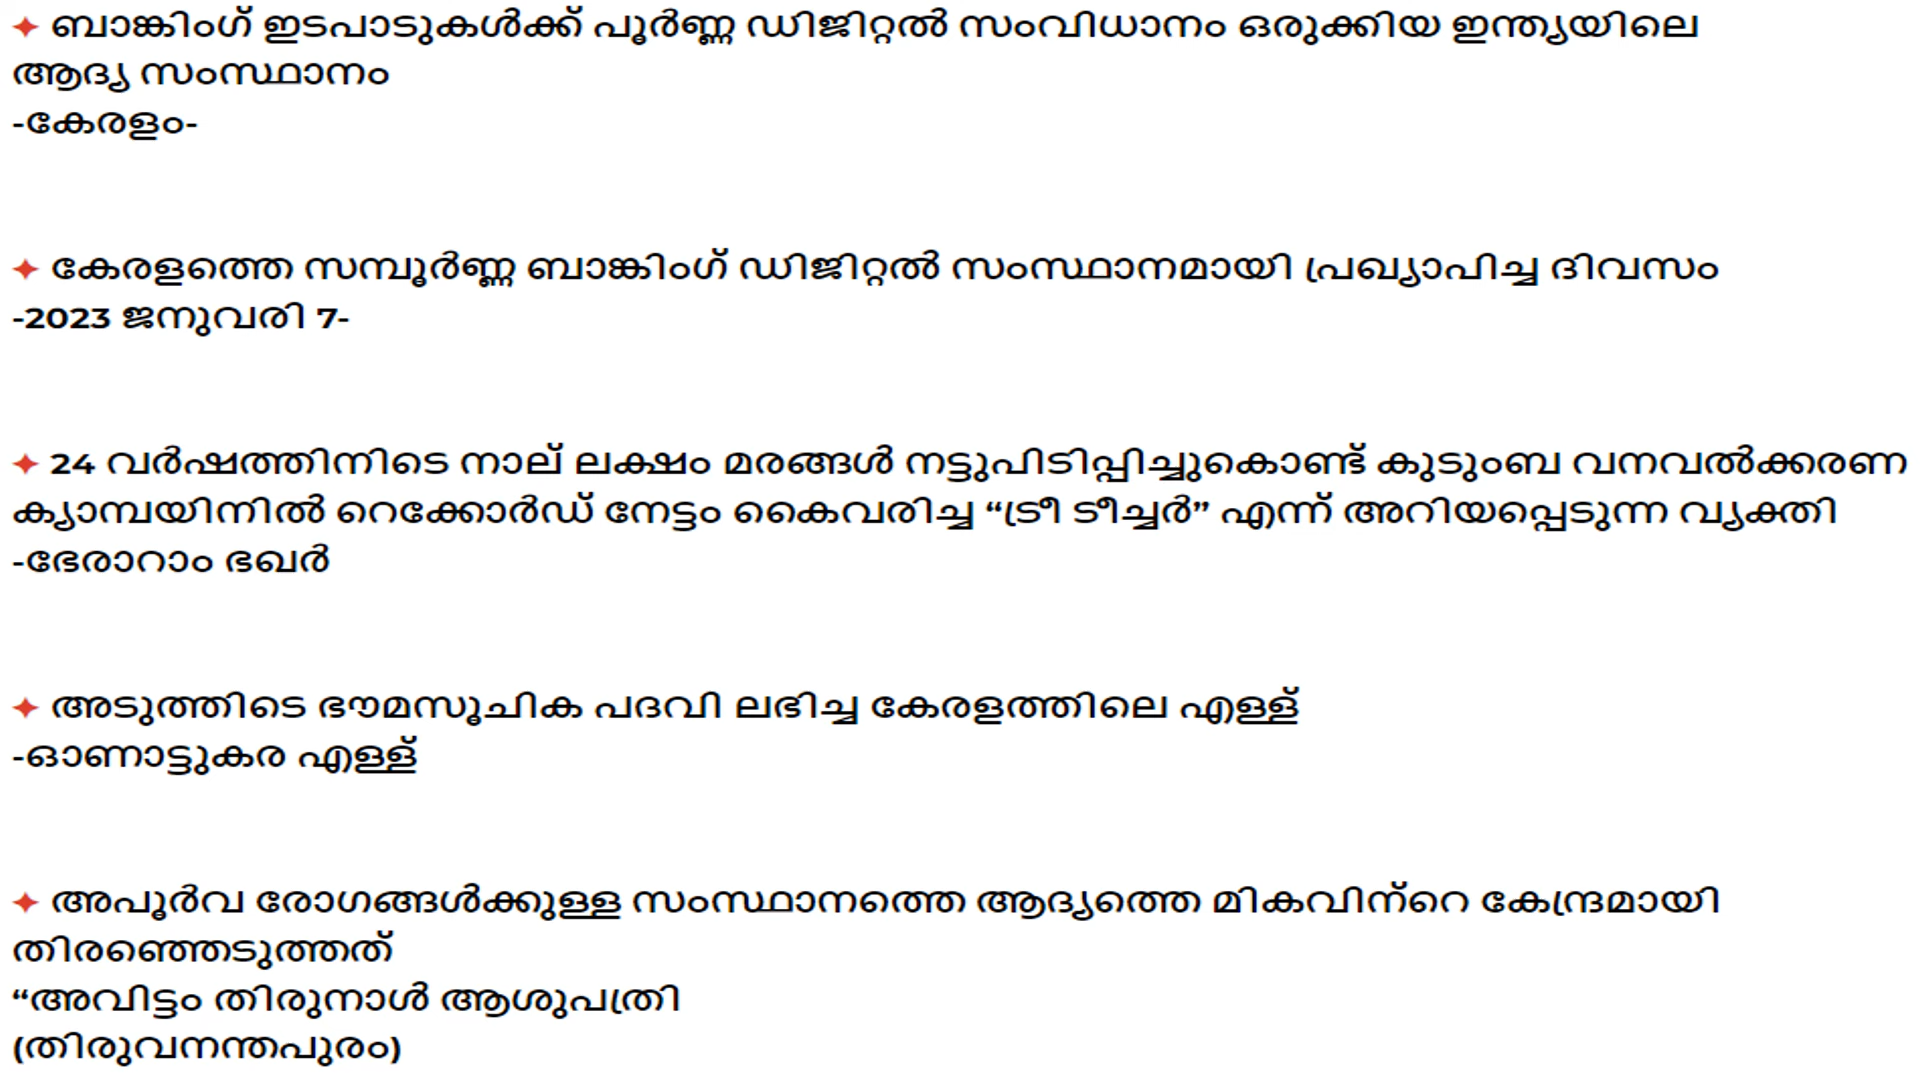 ✦ ബാങ്കിംഗ് ഇടപാടുകൾക്ക് പൂർണ്ണ ഡിജിറ്റൽ സംവിധാനം ഒരുക്കിയ ഇന്ത്യയിലെ
ആദ്യ സംസ്ഥാനം
-കേരളം-
✦ കേരളത്തെ സമ്പൂർണ്ണ ബാങ്കിംഗ് ഡിജിറ്റൽ സംസ്ഥാനമായി പ്രഖ്യാപിച്ച ദിവസം
-2023 ജനുവരി 7-
✦ 24 വർഷത്തിനിടെ നാല് ലക്ഷം മരങ്ങൾ നട്ടുപിടിപ്പിച്ചുകൊണ്ട് കുടുംബ വനവൽക്കരണ
ക്യാമ്പയിനിൽ റെക്കോർഡ് നേട്ടം കൈവരിച്ച “ട്രീ ടീച്ചർ” എന്ന് അറിയപ്പെടുന്ന വ്യക്തി
-ഭേരാറാം ഭഖർ
✦ അടുത്തിടെ ഭൗമസൂചിക പദവി ലഭിച്ച കേരളത്തിലെ എള്ള്
-ഓണാട്ടുകര എള്ള്
✦ അപൂർവ രോഗങ്ങൾക്കുള്ള സംസ്ഥാനത്തെ ആദ്യത്തെ മികവിന്റെ കേന്ദ്രമായി
തിരഞ്ഞെടുത്തത്
“അവിട്ടം തിരുനാൾ ആശുപത്രി
(തിരുവനന്തപുരം)